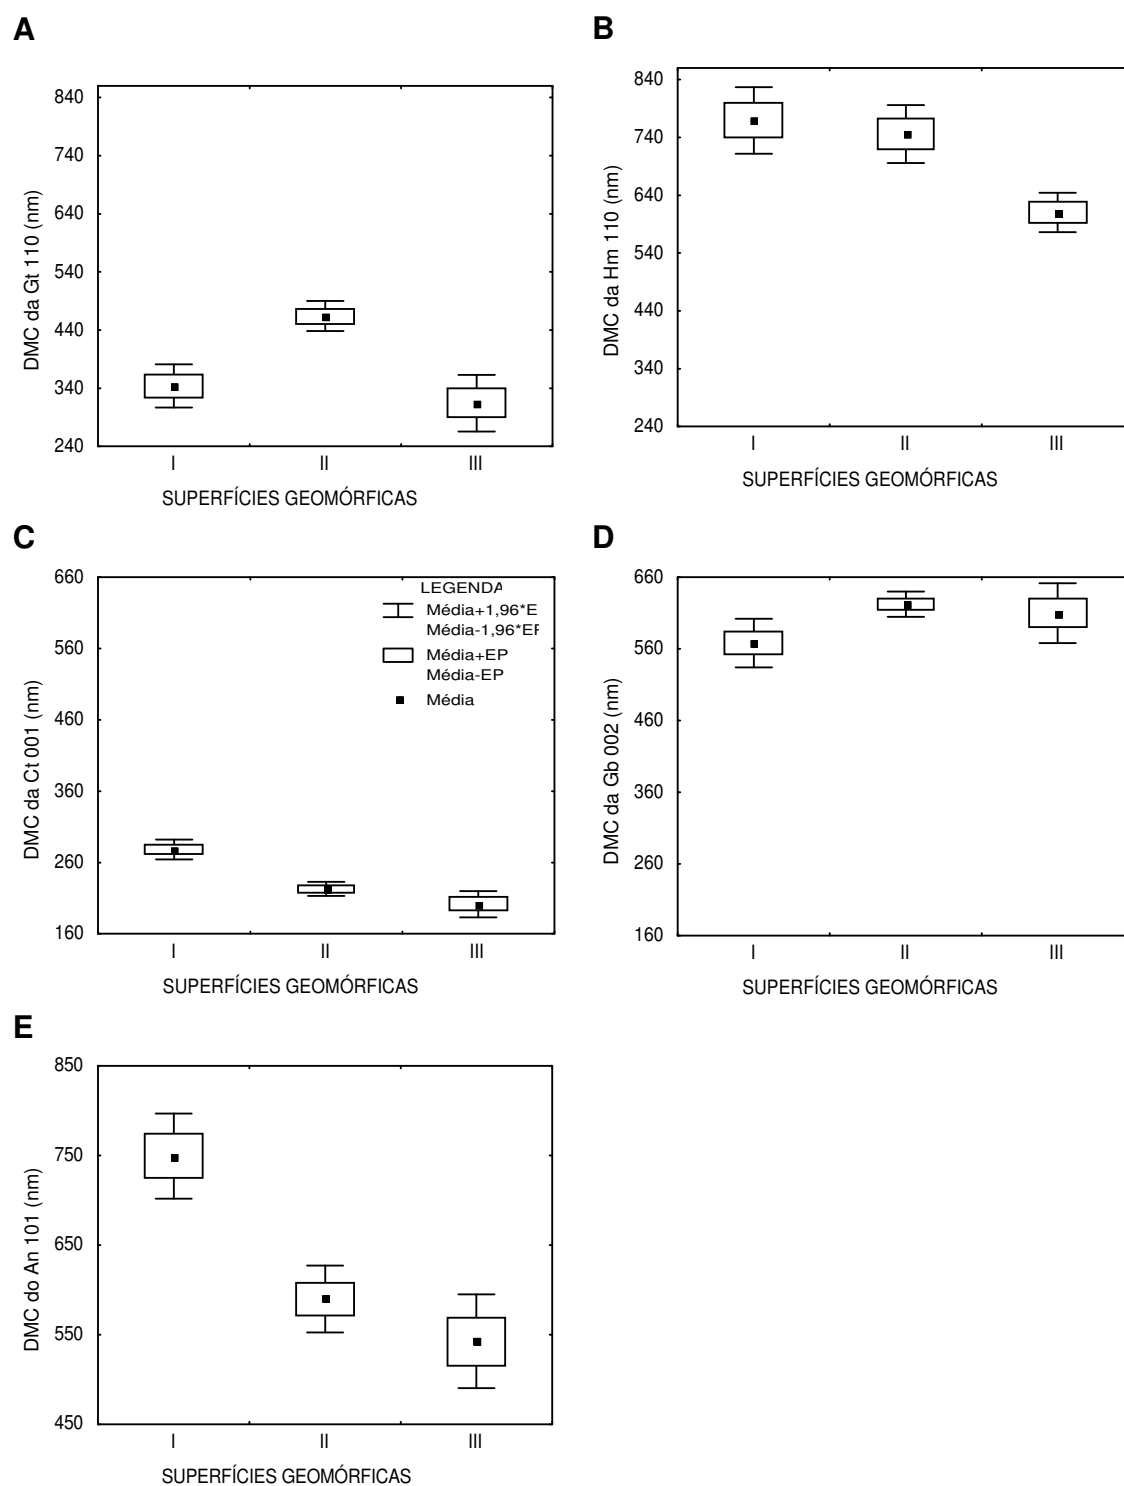 A
DMC da Gt 110 (nm)
840
740
640
540
440
340
240
I II III
SUPERFÍCIES GEOMÓRFICAS
B
DMC da Hm 110 (nm)
840
740
640
540
440
340
240
I II III
SUPERFÍCIES GEOMÓRFICAS
C
DMC da Ct 001 (nm)
660
560
460
360
260
160
LEGENDA
Média+1,96*E
Média-1,96*EP
Média+EP
Média-EP
Média
I II III
SUPERFÍCIES GEOMÓRFICAS
D
DMC da Gb 002 (nm)
660
560
460
360
260
160
I II III
SUPERFÍCIES GEOMÓRFICAS
E
DMC do An 101 (nm)
850
750
650
550
450
I II III
SUPERFÍCIES GEOMÓRFICAS